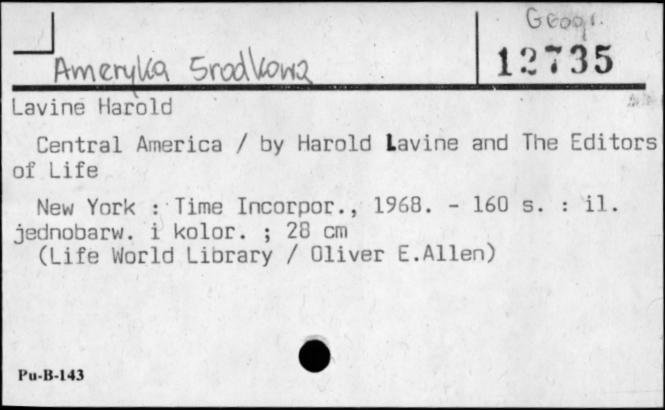 Geogr.
Ameryka Srodkowa
12735
Lavine Harold
Central America / by Harold Lavine and The Editors
of Life
New York : Time Incorpor., 1968. - 160 s. : il.
jednobarw. i kolor. ; 28 cm
(Life World Library / Oliver E.Allen)
Pu-B-143